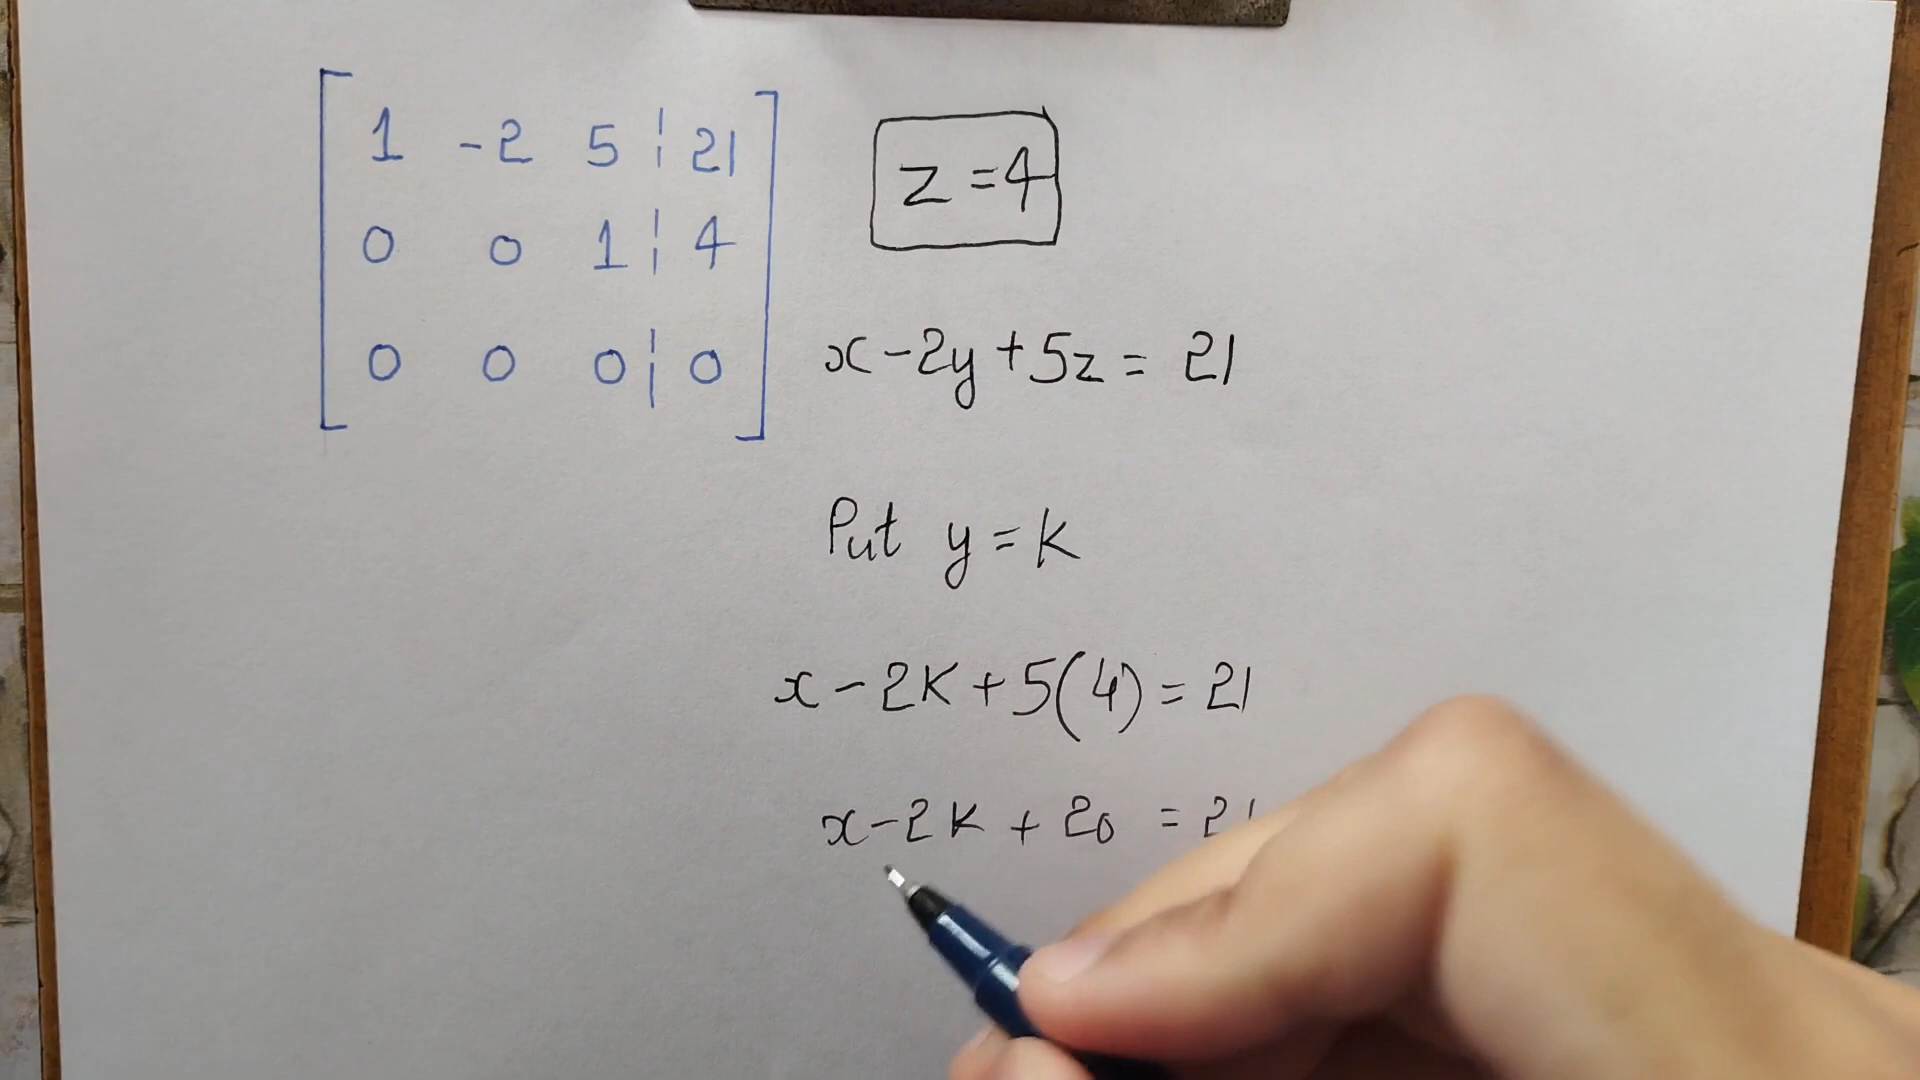 1 -2 5 ¦ 21
0 0 1 ¦ 4
0 0 0 ¦ 0
z = 4
x - 2y + 5z = 21
Put y = K
x - 2K + 5(4) = 21
x - 2K + 20 = 21